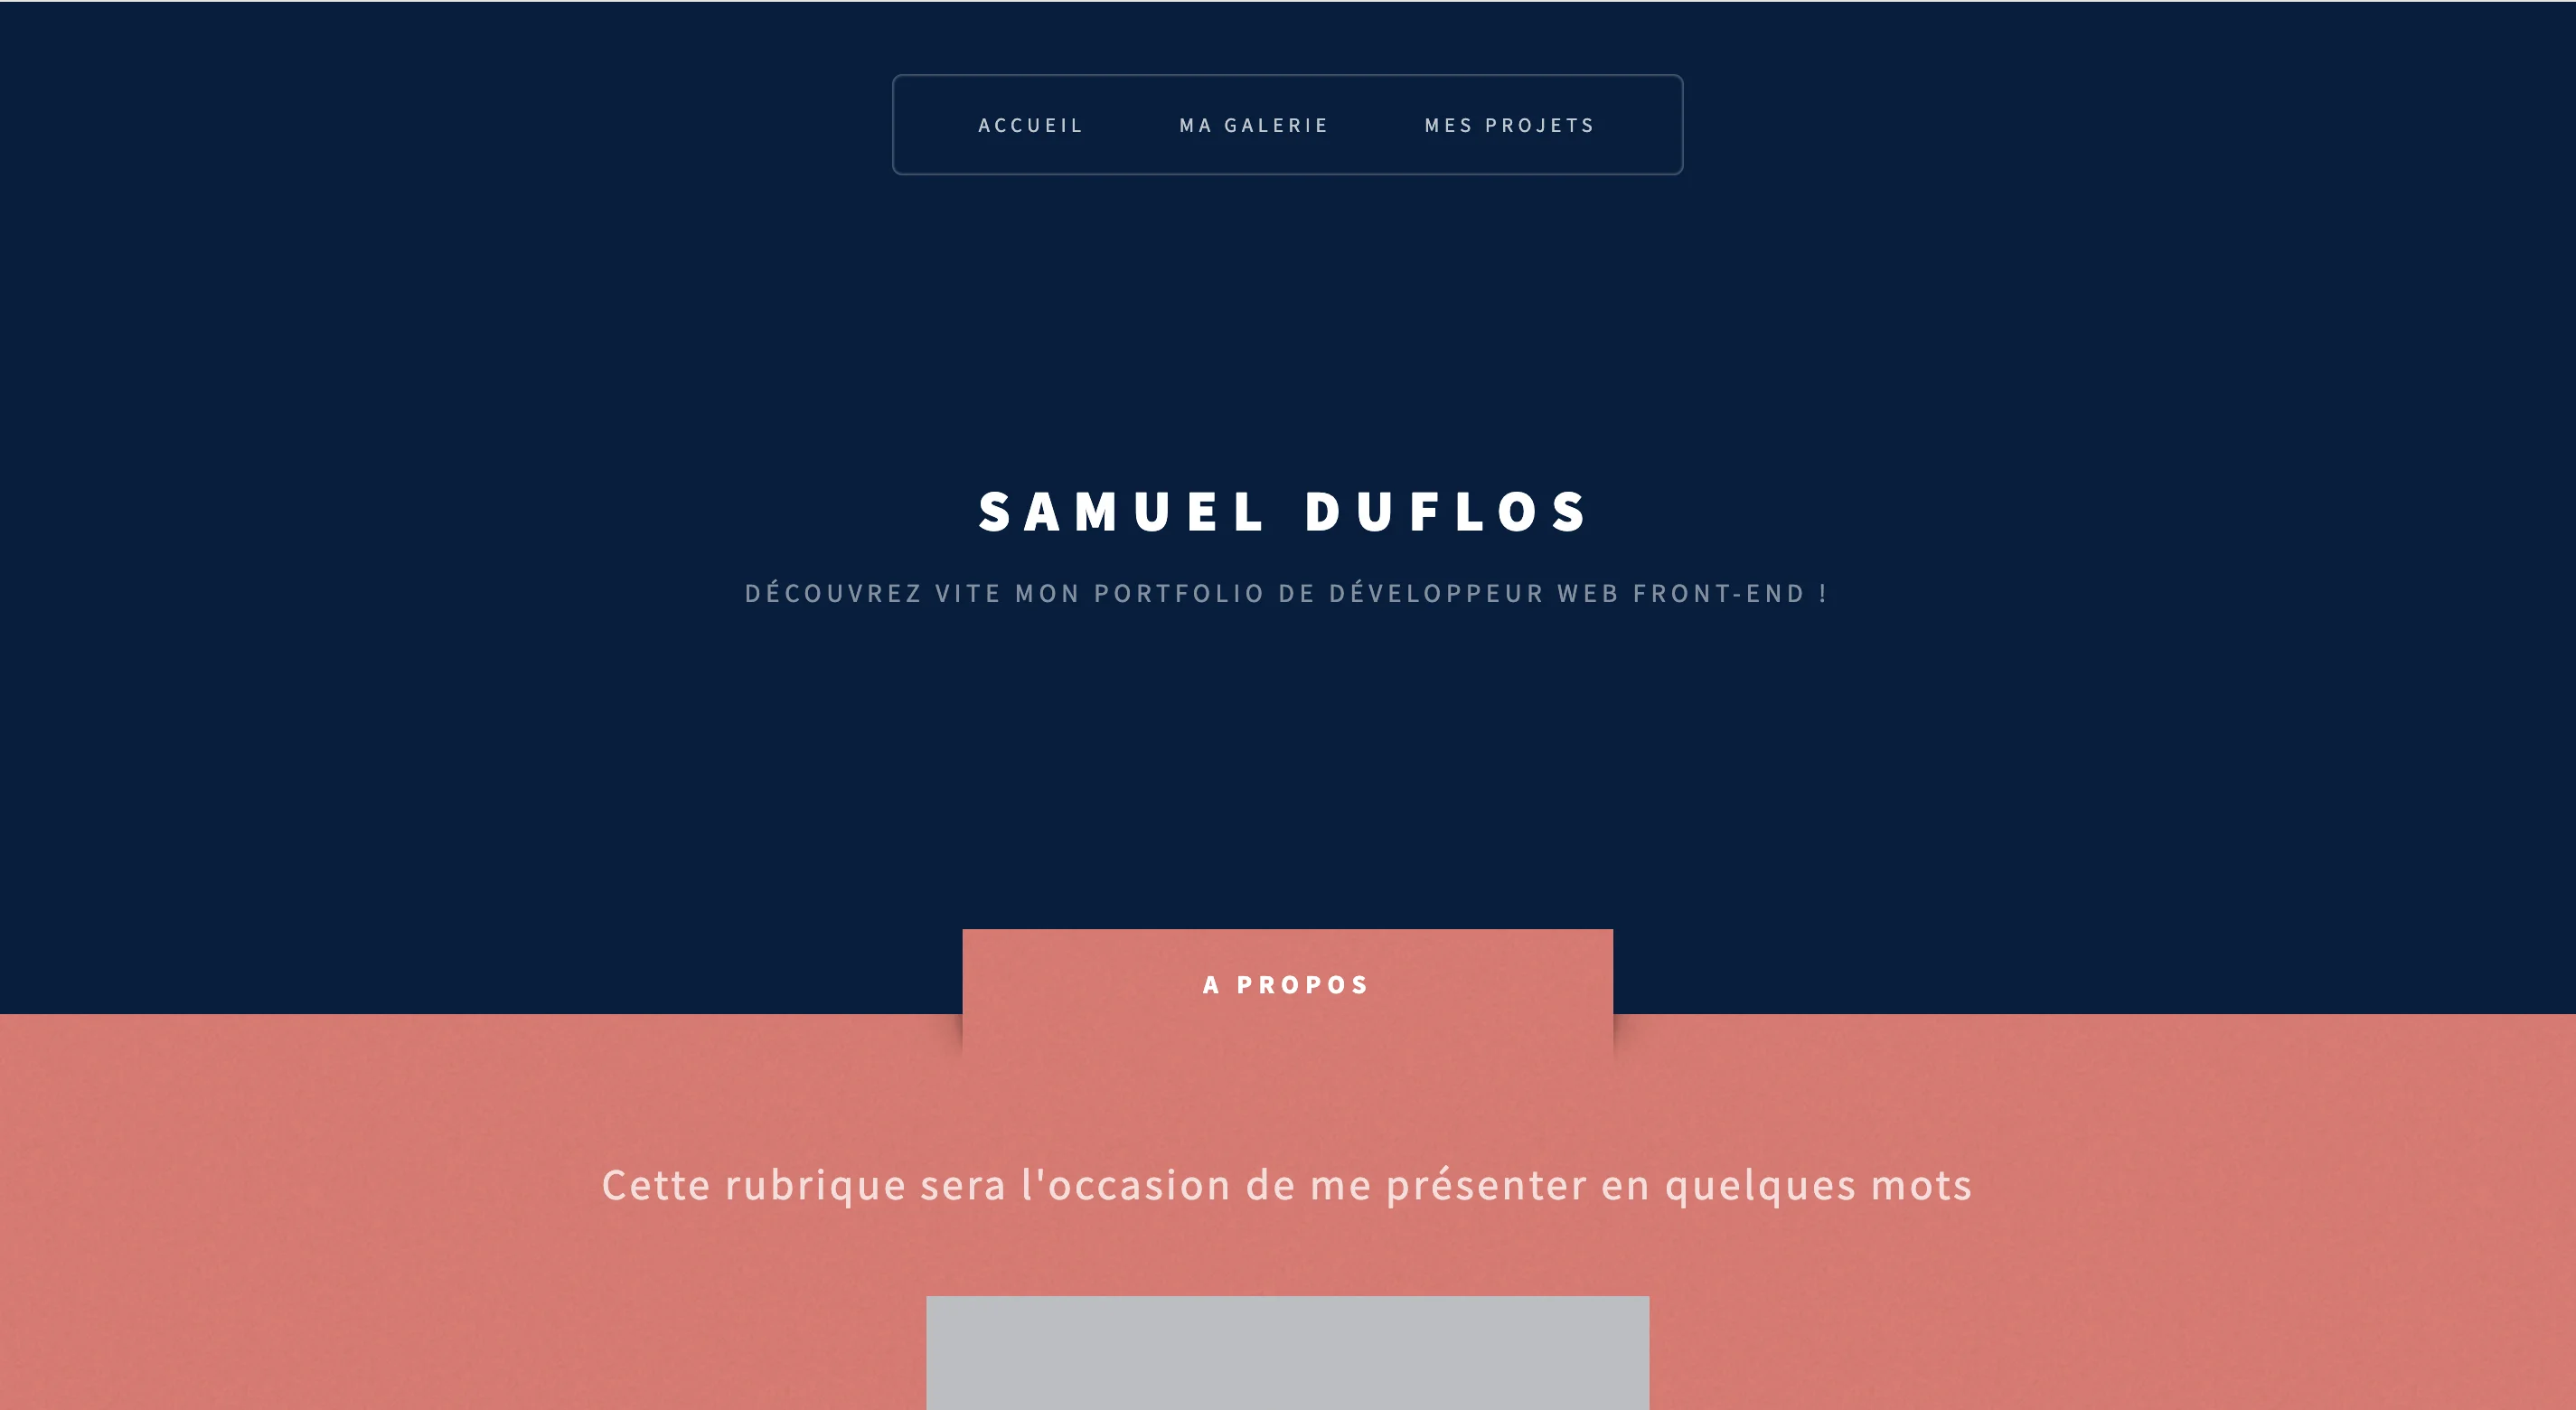 ACCUEIL MA GALERIE MES PROJETS
SAMUEL DUFLOS
DÉCOUVREZ VITE MON PORTFOLIO DE DÉVELOPPEUR WEB FRONT-END !
A PROPOS
Cette rubrique sera l'occasion de me présenter en quelques mots